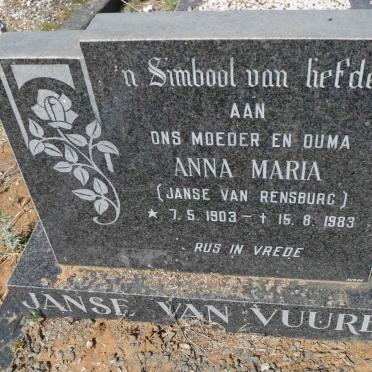 'n Simbool van liefde
AAN
ONS MOEDER EN OUMA
ANNA MARIA
(JANSE VAN RENSBURG)
★ 7.5.1903 - † 15.8.1983
RUS IN VREDE
JANSE VAN VUURE